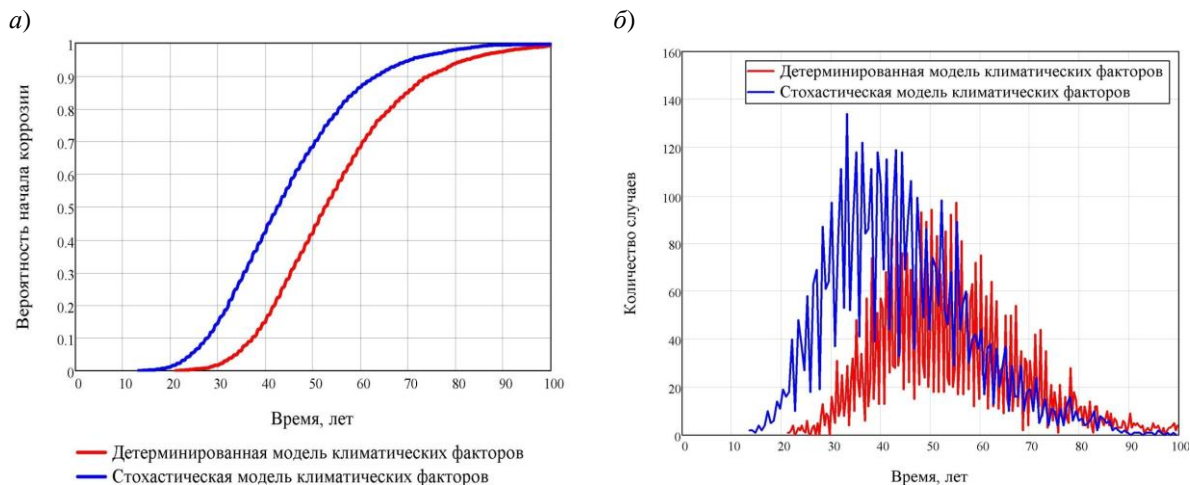 а)
Вероятность начала коррозии
1
0.9
0.8
0.7
0.6
0.5
0.4
0.3
0.2
0.1
0
0 10 20 30 40 50 60 70 80 90 100
Время, лет
Детерминированная модель климатических факторов
Стохастическая модель климатических факторов
б)
Количество случаев
160
140
120
100
80
60
40
20
0
Детерминированная модель климатических факторов
Стохастическая модель климатических факторов
0 10 20 30 40 50 60 70 80 90 100
Время, лет